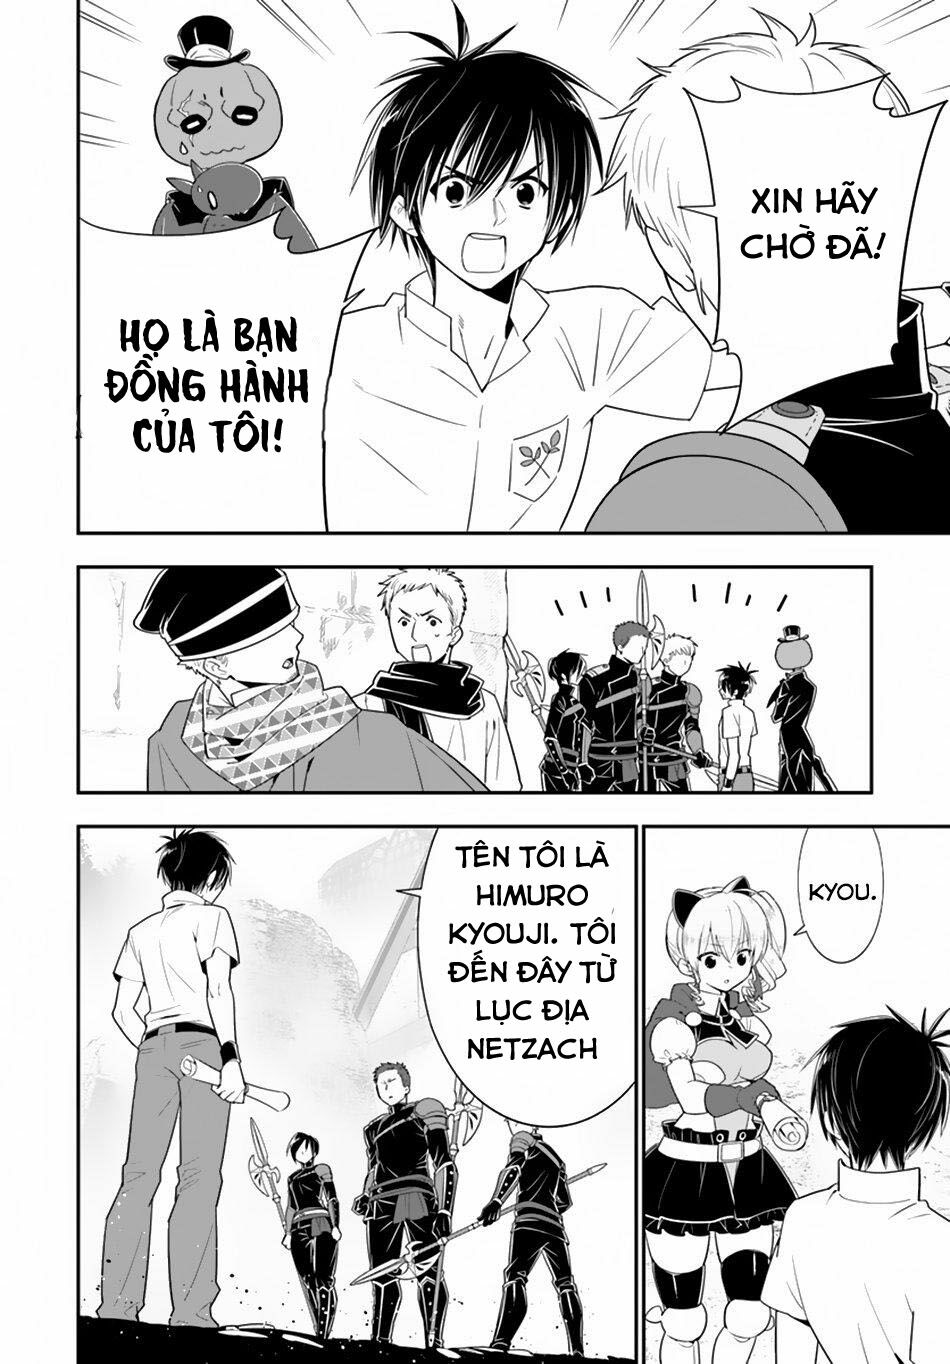 XIN HÃY
CHỜ ĐÃ!
HỌ LÀ BẠN
ĐỒNG HÀNH
CỦA TÔI!
KYOU.
TÊN TÔI LÀ
HIMURO
KYOUJI. TÔI
ĐẾN ĐÂY TỪ
LỤC ĐỊA
NETZACH